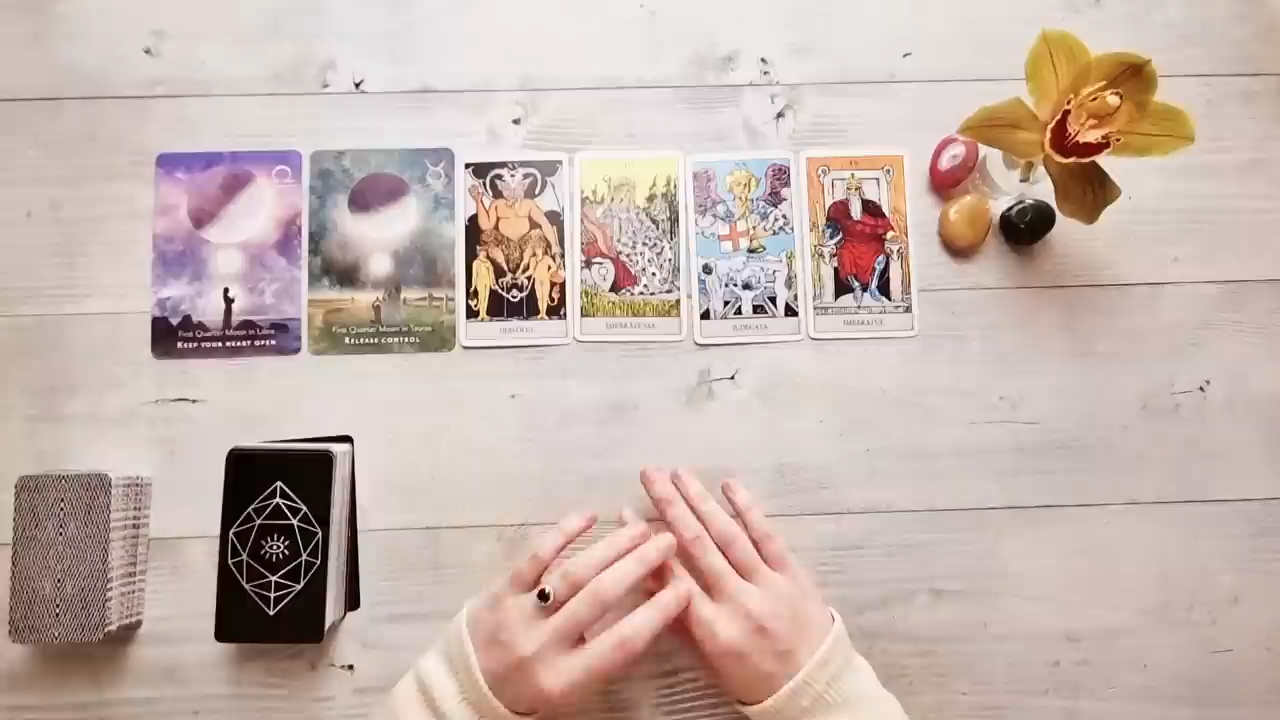 First Quarter Moon in Libra
KEEP YOUR HEART OPEN
First Quarter Moon in Taurus
RELEASE CONTROL
DIAVOLUL
IMPARATEASA
JUDECATA
IMPARATUL